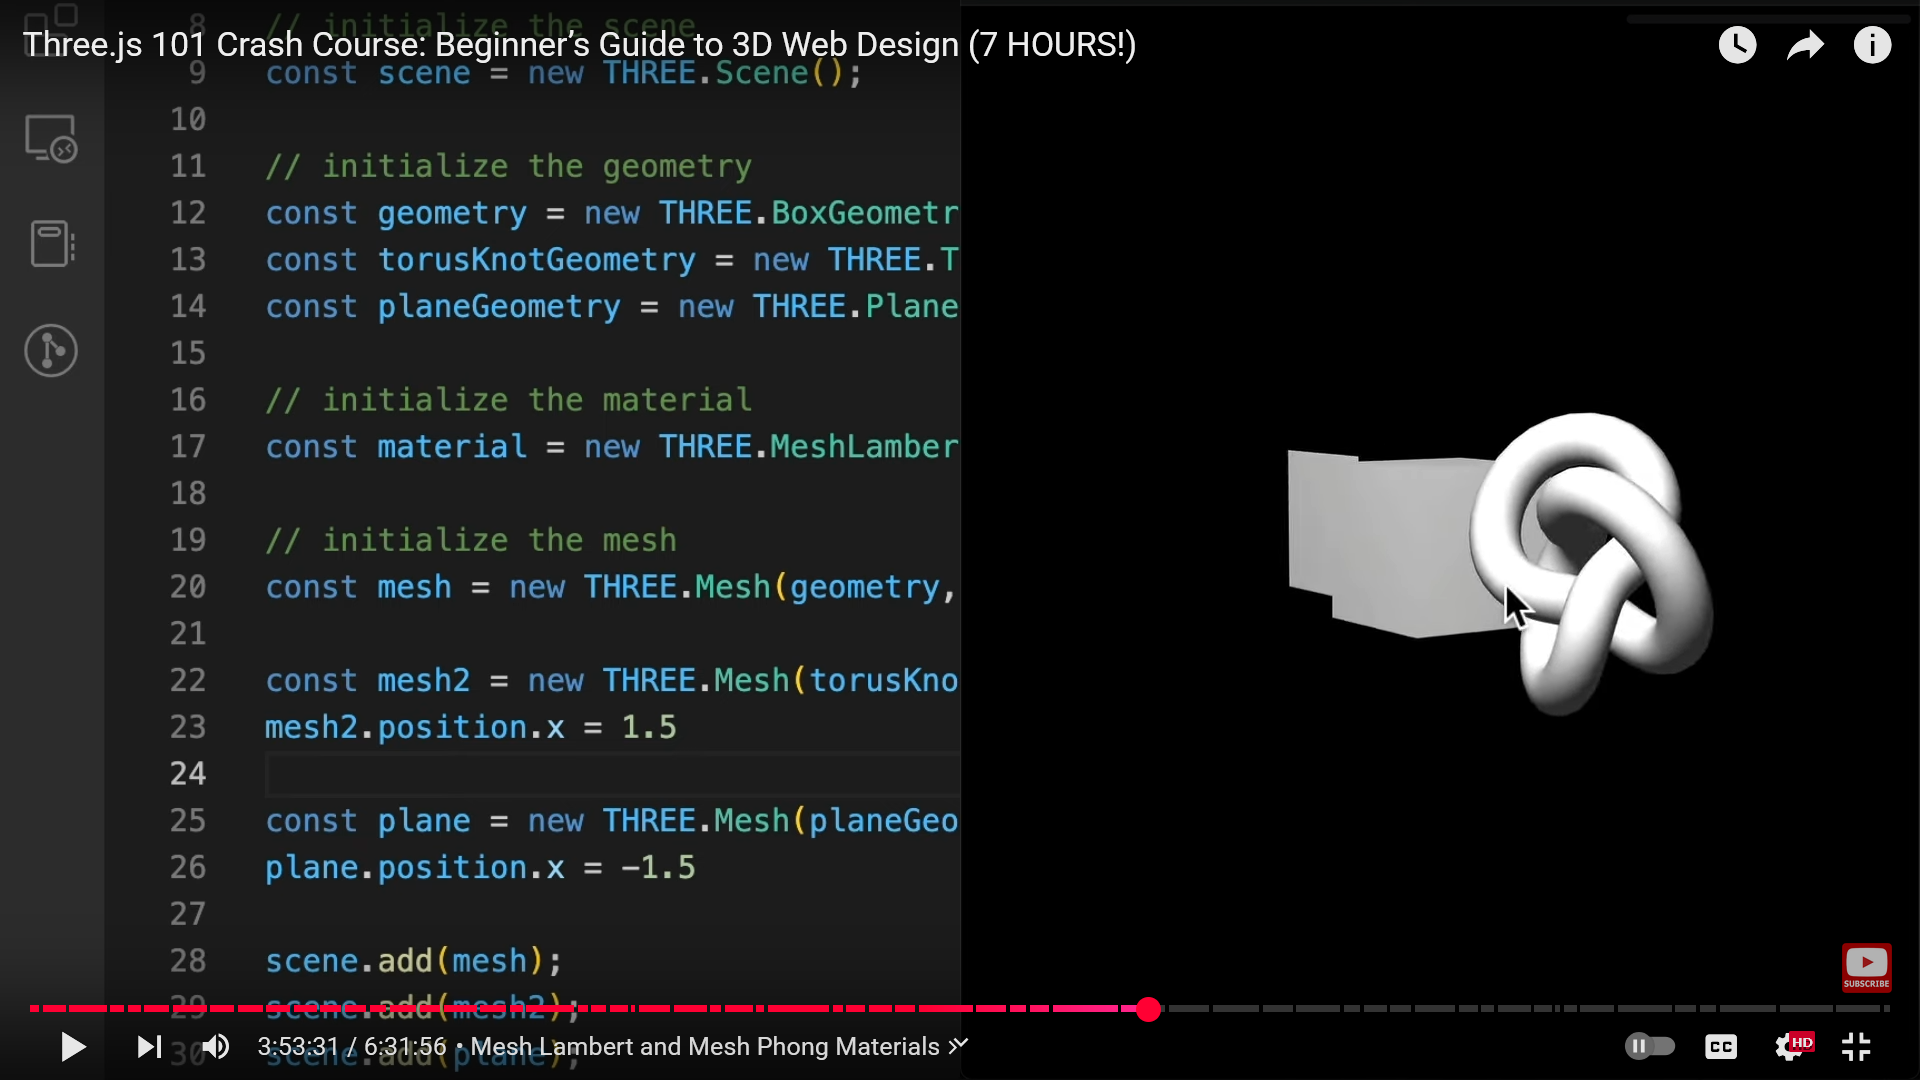 8 // initialize the scene
Three.js 101 Crash Course: Beginner’s Guide to 3D Web Design (7 HOURS!)
9 const scene = new THREE.Scene();
10
11 // initialize the geometry
12 const geometry = new THREE.BoxGeometr
13 const torusKnotGeometry = new THREE.T
14 const planeGeometry = new THREE.Plane
15
16 // initialize the material
17 const material = new THREE.MeshLamber
18
19 // initialize the mesh
20 const mesh = new THREE.Mesh(geometry,
21
22 const mesh2 = new THREE.Mesh(torusKno
23 mesh2.position.x = 1.5
24
25 const plane = new THREE.Mesh(planeGeo
26 plane.position.x = -1.5
27
28 scene.add(mesh);
SUBSCRIBE
29 scene.add(mesh2);
3:53:31 / 6:31:56 • Mesh Lambert and Mesh Phong Materials
CC
HD
30 scene.add(plane);